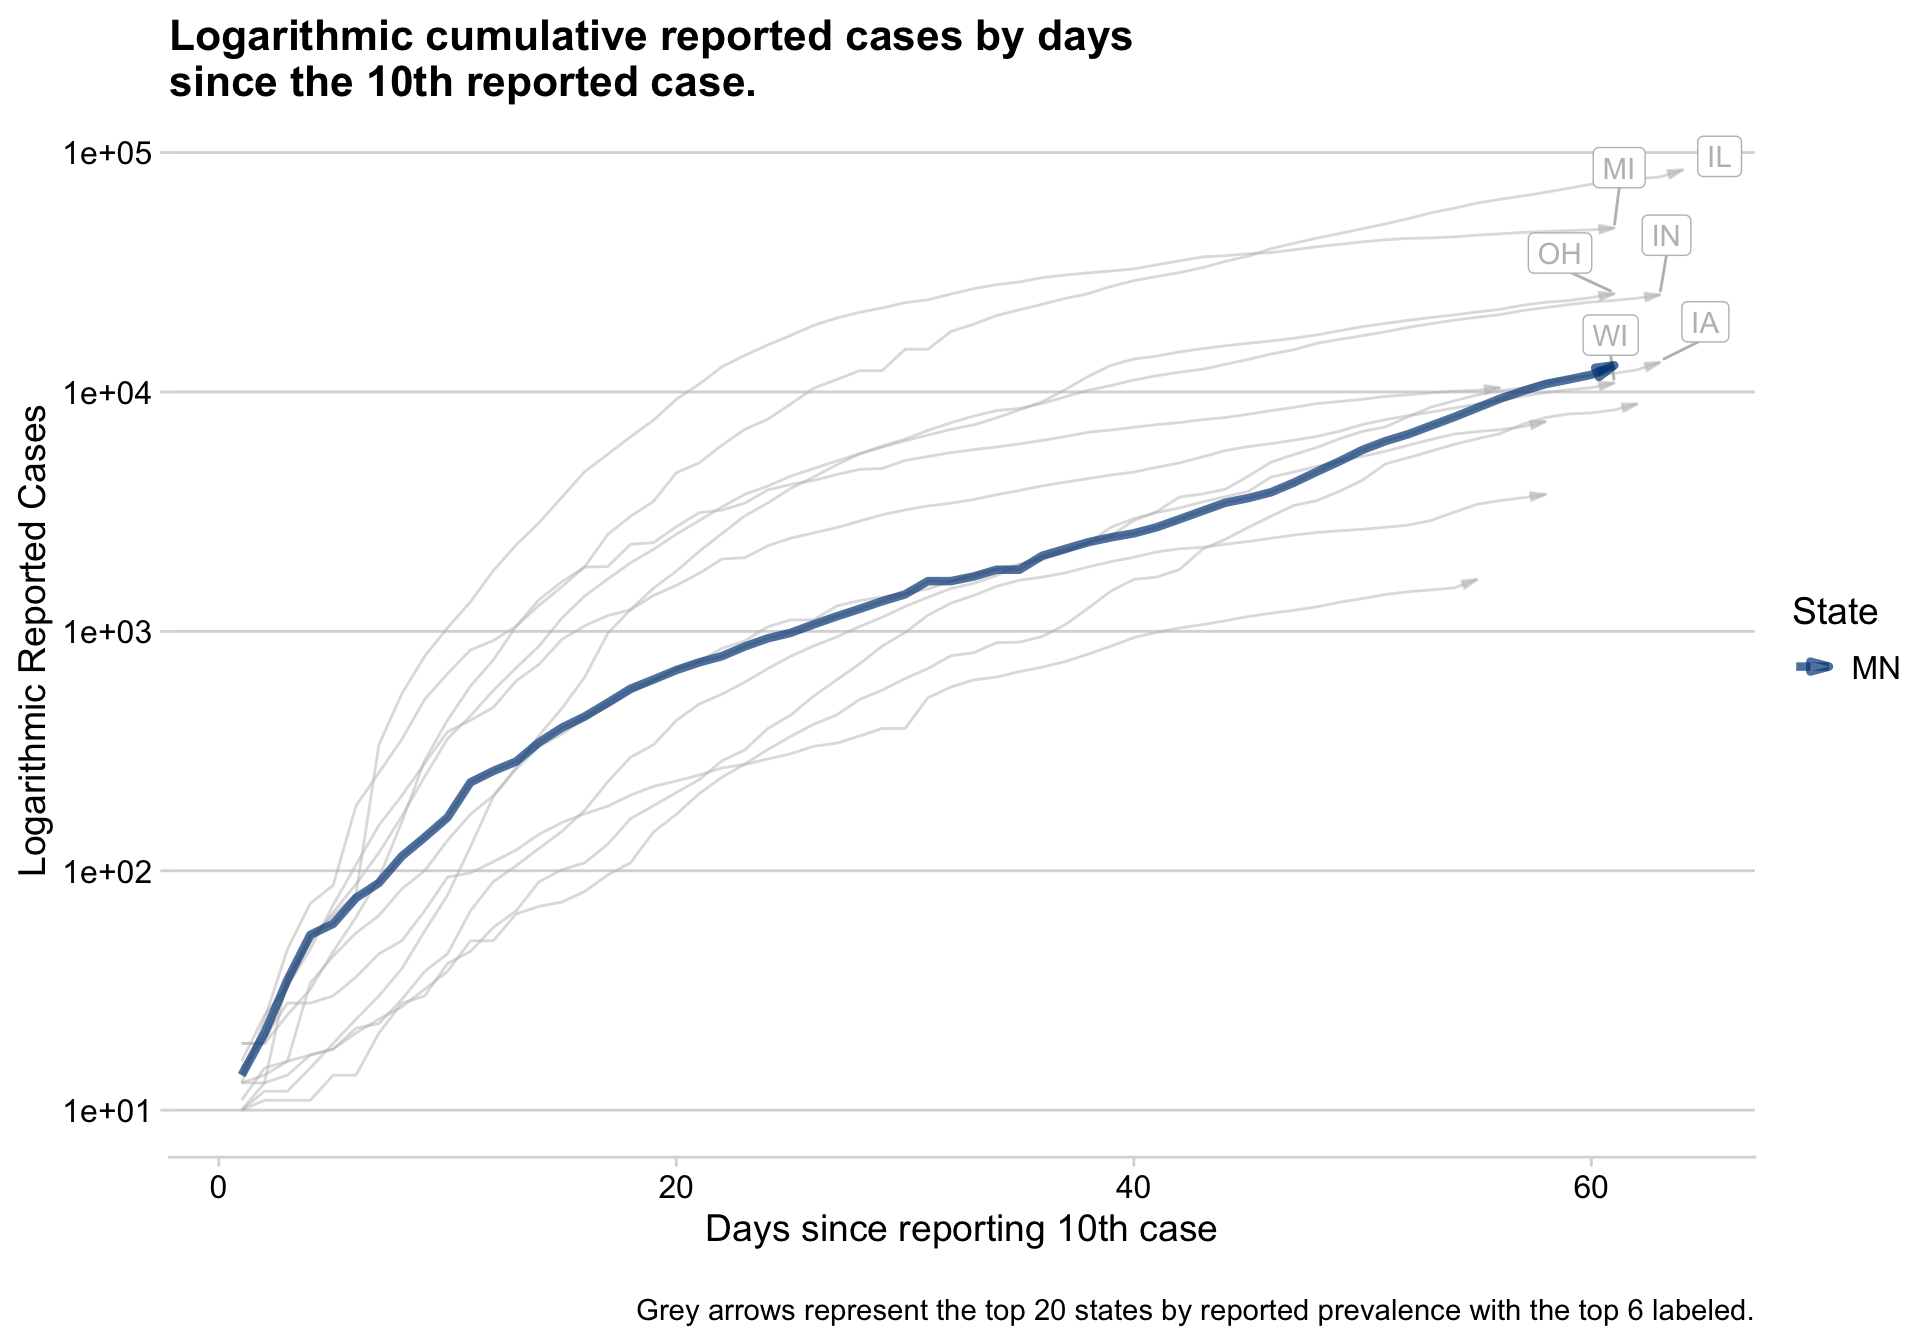 Logarithmic cumulative reported cases by days
since the 10th reported case.
Logarithmic Reported Cases
1e+05
1e+04
1e+03
1e+02
1e+01
MI
IL
OH
IN
WI
IA
State
MN
0
20
40
60
Days since reporting 10th case
Grey arrows represent the top 20 states by reported prevalence with the top 6 labeled.